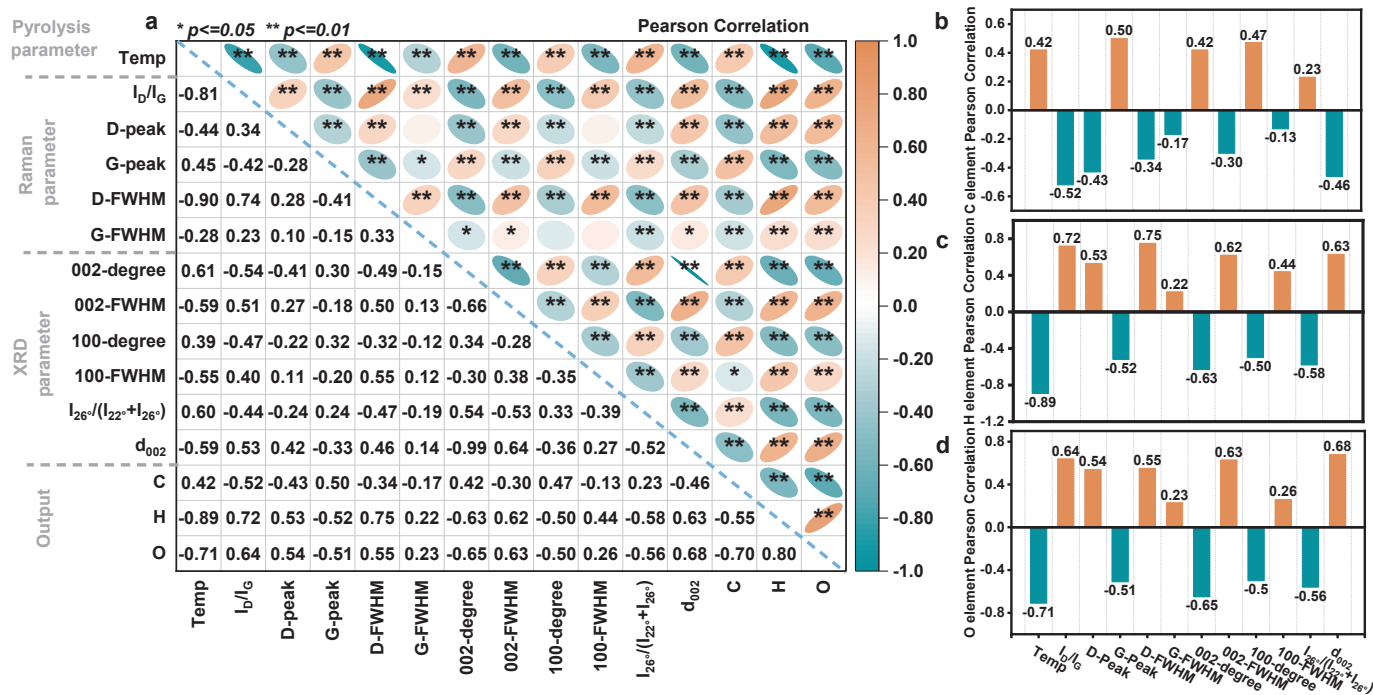 a
* p<=0.05 ** p<=0.01
Pearson Correlation
Pyrolysis
parameter
Raman
parameter
XRD
parameter
Output
Temp ** ** ** ** ** ** ** ** ** ** ** ** ** **
I_D/I_G -0.81 ** ** ** ** ** ** ** ** ** ** ** ** **
D-peak -0.44 0.34 ** ** ** ** ** ** ** ** ** **
G-peak 0.45 -0.42 -0.28 ** * ** ** ** ** ** ** ** ** **
D-FWHM -0.90 0.74 0.28 -0.41 ** ** ** ** ** ** ** ** ** **
G-FWHM -0.28 0.23 0.10 -0.15 0.33 * * ** * ** ** **
002-degree 0.61 -0.54 -0.41 0.30 -0.49 -0.15 ** ** ** ** ** ** ** **
002-FWHM -0.59 0.51 0.27 -0.18 0.50 0.13 -0.66 ** ** ** ** ** ** **
100-degree 0.39 -0.47 -0.22 0.32 -0.32 -0.12 0.34 -0.28 ** ** ** ** ** **
100-FWHM -0.55 0.40 0.11 -0.20 0.55 0.12 -0.30 0.38 -0.35 ** ** * ** **
I₂₆°/(I₂₂°+I₂₆°) 0.60 -0.44 -0.24 0.24 -0.47 -0.19 0.54 -0.53 0.33 -0.39 ** ** ** **
d₀₀₂ -0.59 0.53 0.42 -0.33 0.46 0.14 -0.99 0.64 -0.36 0.27 -0.52 ** ** **
C 0.42 -0.52 -0.43 0.50 -0.34 -0.17 0.42 -0.30 0.47 -0.13 0.23 -0.46 ** **
H -0.89 0.72 0.53 -0.52 0.75 0.22 -0.63 0.62 -0.50 0.44 -0.58 0.63 -0.55 **
O -0.71 0.64 0.54 -0.51 0.55 0.23 -0.65 0.63 -0.50 0.26 -0.56 0.68 -0.70 0.80
Temp
I_D/I_G
D-peak
G-peak
D-FWHM
G-FWHM
002-degree
002-FWHM
100-degree
100-FWHM
I₂₆°/(I₂₂°+I₂₆°)
d₀₀₂
C
H
O
1.0
0.80
0.60
0.40
0.20
0.0
-0.20
-0.40
-0.60
-0.80
-1.0
b
C element Pearson Correlation
0.6
0.4
0.2
0.0
-0.2
-0.4
-0.6
0.42
-0.52
-0.43
0.50
-0.34
-0.17
0.42
-0.30
0.47
-0.13
0.23
-0.46
c
H element Pearson Correlation
0.8
0.4
0.0
-0.4
-0.8
-1.2
-0.89
0.72
0.53
-0.52
0.75
0.22
-0.63
0.62
-0.50
0.44
-0.58
0.63
d
O element Pearson Correlation
0.8
0.4
0.0
-0.4
-0.8
-0.71
0.64
0.54
-0.51
0.55
0.23
-0.65
0.63
-0.5
0.26
-0.56
0.68
Temp
I_D/I_G
D-Peak
G-Peak
D-FWHM
G-FWHM
002-degree
002-FWHM
100-degree
100-FWHM
I₂₆°/(I₂₂°+I₂₆°)
d₀₀₂